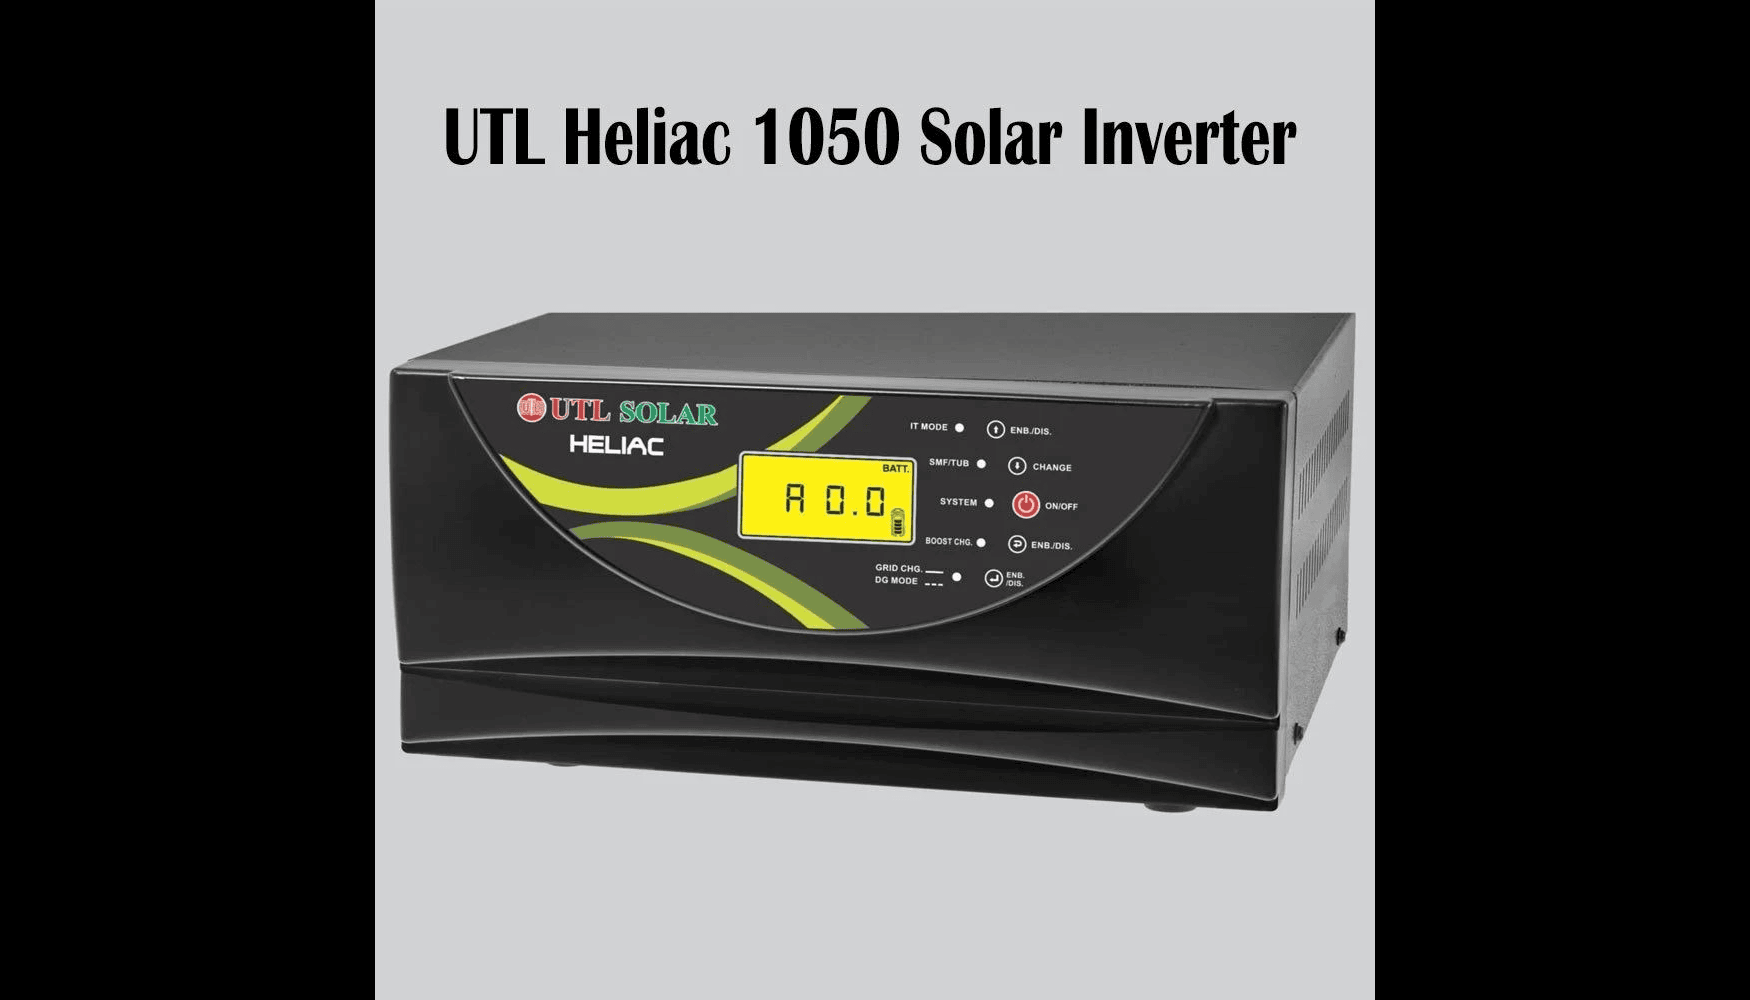 UTL Heliac 1050 Solar Inverter
UTL SOLAR
HELIAC
BATT.
A 0.0
IT MODE ENB./DIS.
SMF/TUB CHANGE
SYSTEM ON/OFF
BOOST CHG. ENB./DIS.
GRID CHG.
DG MODE
ENB.
/DIS.